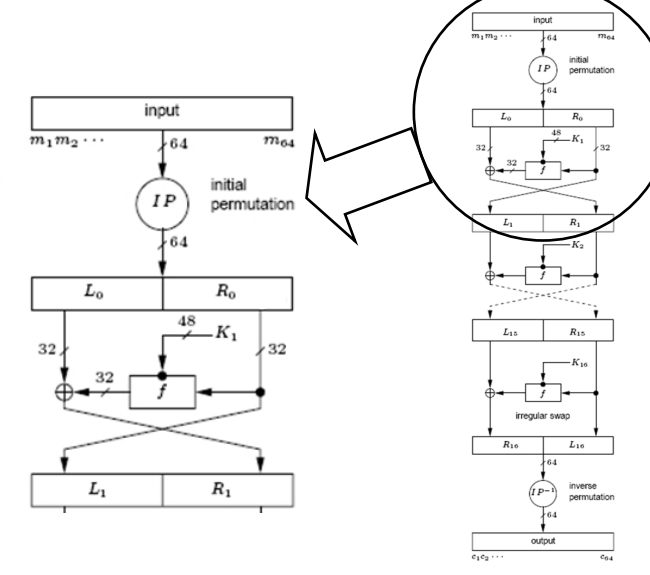 input
m₁m₂ ··· m₆₄
64
IP
initial
permutation
64
L₀ R₀
48
K₁
32
32
32
f
L₁ R₁
input
m₁m₂ ··· m₆₄
64
IP
initial
permutation
64
L₀ R₀
48
K₁
32
32
32
f
L₁ R₁
K₂
f
L₁₅ R₁₅
K₁₆
f
irregular swap
R₁₆ L₁₆
64
IP⁻¹
inverse
permutation
64
output
c₁c₂ ··· c₆₄